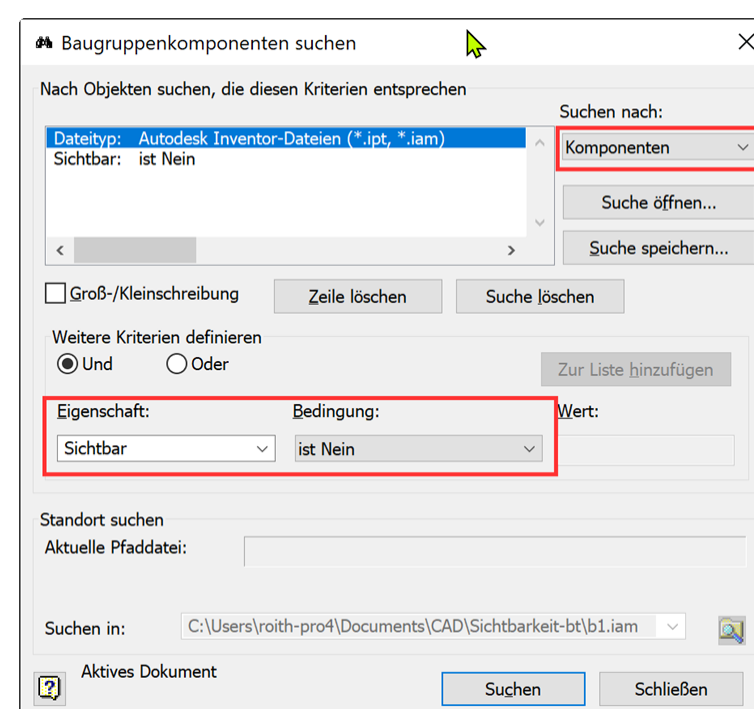 Baugruppenkomponenten suchen
Nach Objekten suchen, die diesen Kriterien entsprechen
Suchen nach:
Dateityp: Autodesk Inventor-Dateien (*.ipt, *.iam)
Sichtbar: ist Nein
Komponenten
Suche öffnen...
Suche speichern...
Groß-/Kleinschreibung
Zeile löschen
Suche löschen
Weitere Kriterien definieren
Und
Oder
Zur Liste hinzufügen
Eigenschaft:
Bedingung:
Wert:
Sichtbar
ist Nein
Standort suchen
Aktuelle Pfaddatei:
Suchen in:
C:\Users\roith-pro4\Documents\CAD\Sichtbarkeit-bt\b1.iam
Aktives Dokument
?
Suchen
Schließen